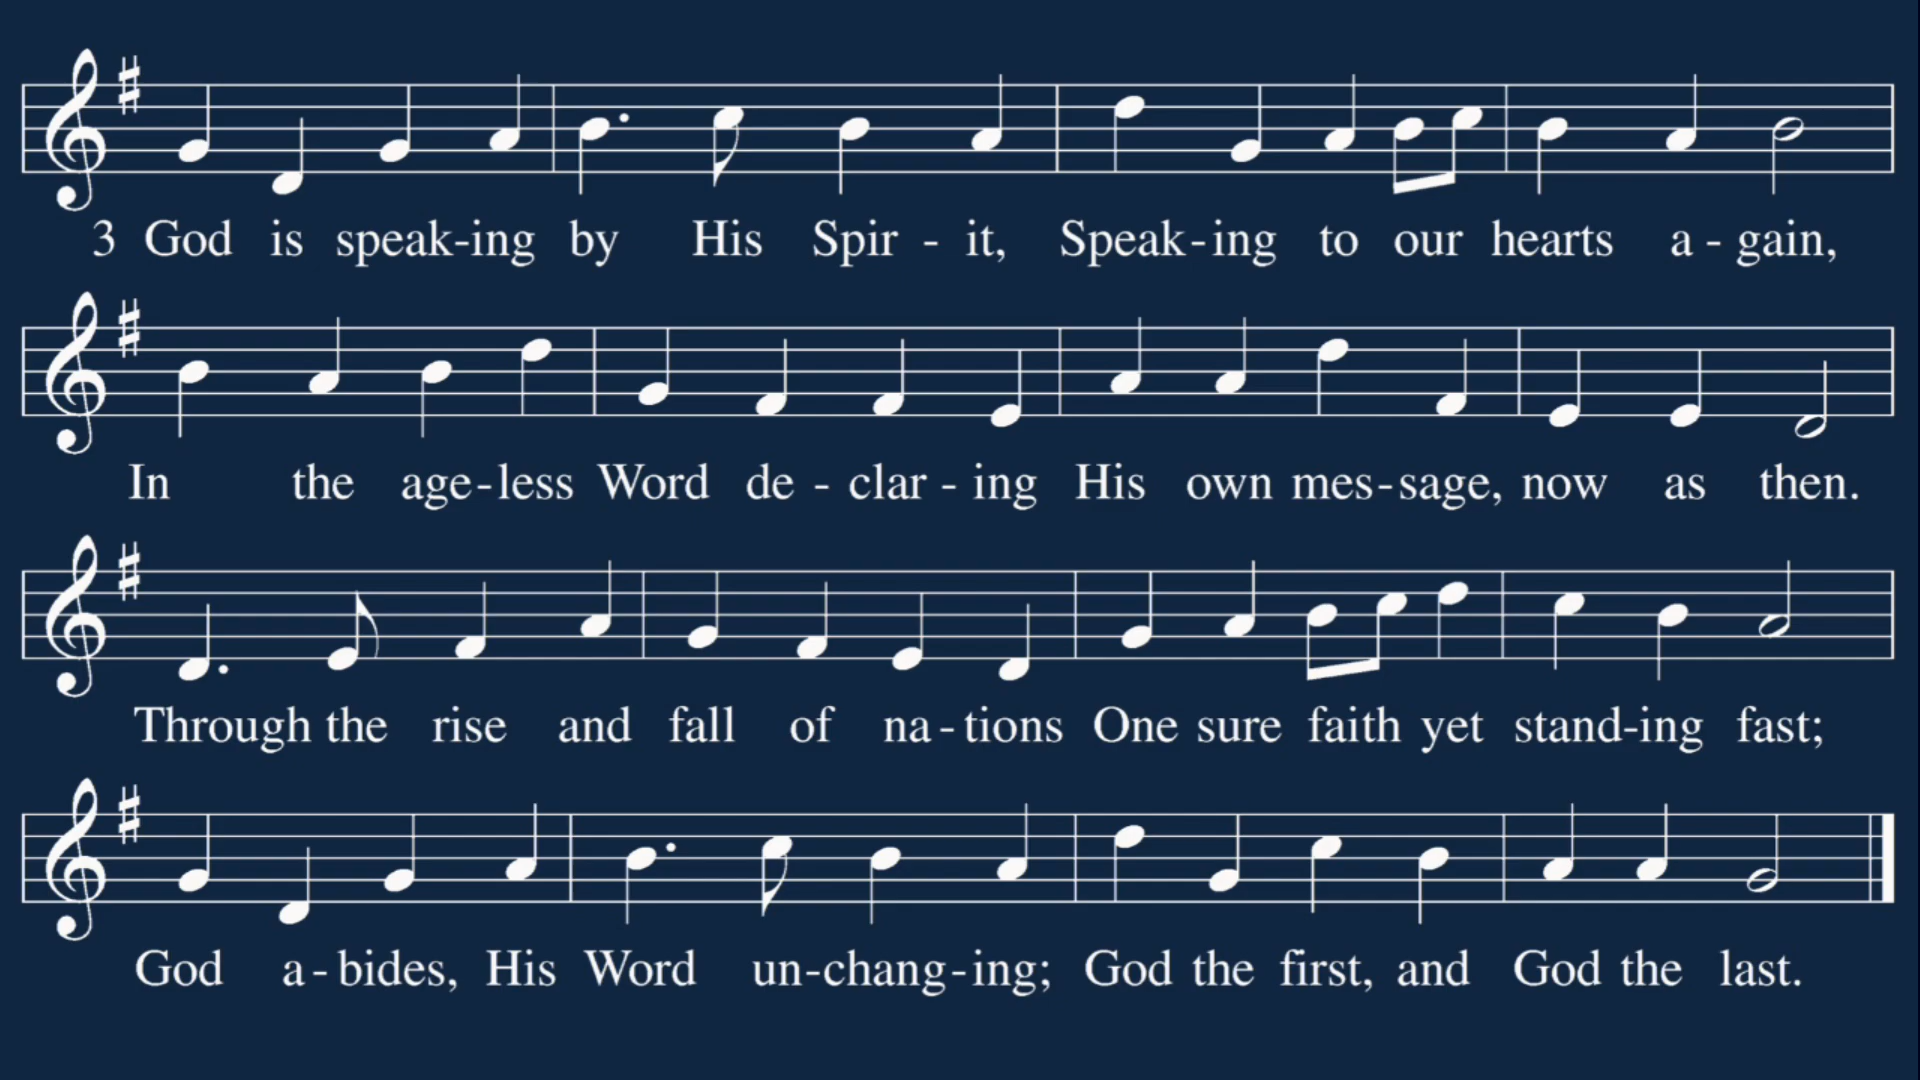 3 God is speak-ing by His Spir - it, Speak-ing to our hearts a - gain,
In the age-less Word de - clar - ing His own mes-sage, now as then.
Through the rise and fall of na-tions One sure faith yet stand-ing fast;
God a-bides, His Word un-chang-ing; God the first, and God the last.